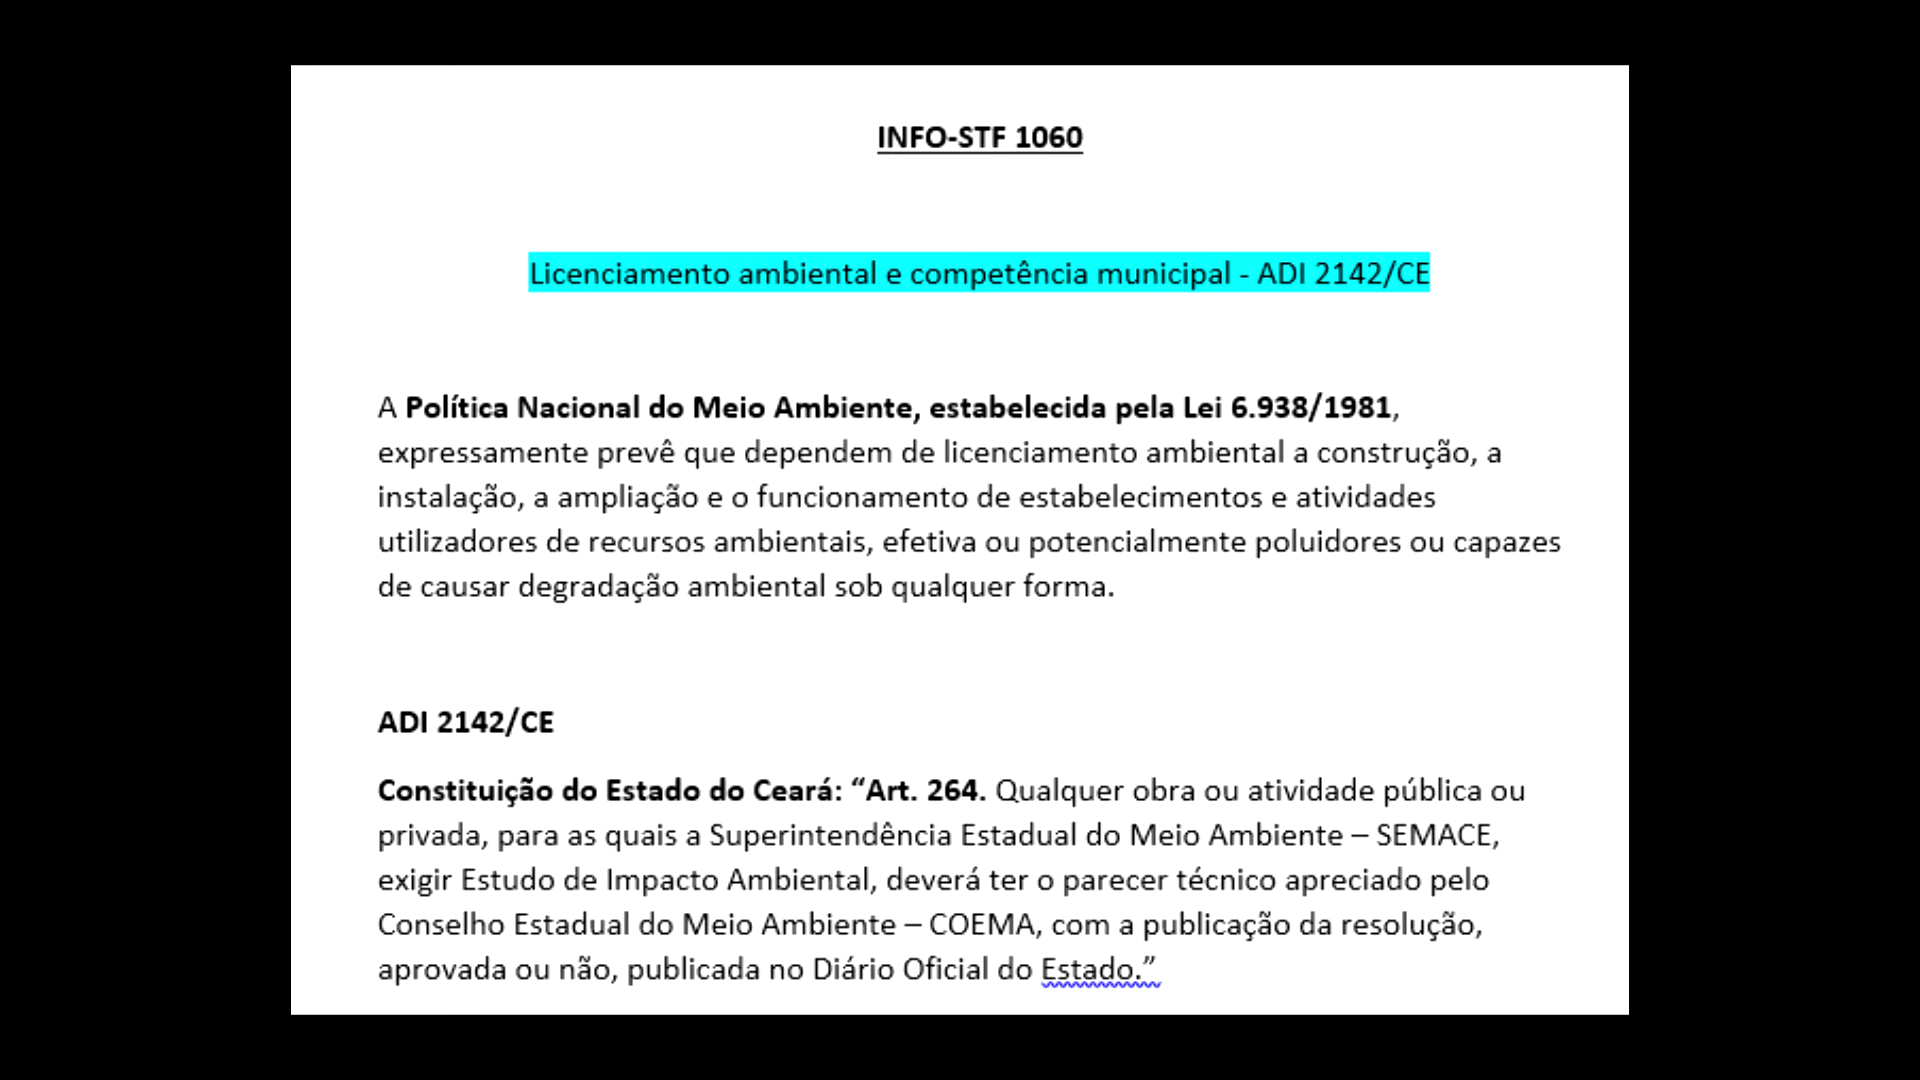 INFO-STF 1060
Licenciamento ambiental e competência municipal - ADI 2142/CE
A Política Nacional do Meio Ambiente, estabelecida pela Lei 6.938/1981,
expressamente prevê que dependem de licenciamento ambiental a construção, a
instalação, a ampliação e o funcionamento de estabelecimentos e atividades
utilizadores de recursos ambientais, efetiva ou potencialmente poluidores ou capazes
de causar degradação ambiental sob qualquer forma.
ADI 2142/CE
Constituição do Estado do Ceará: “Art. 264. Qualquer obra ou atividade pública ou
privada, para as quais a Superintendência Estadual do Meio Ambiente – SEMACE,
exigir Estudo de Impacto Ambiental, deverá ter o parecer técnico apreciado pelo
Conselho Estadual do Meio Ambiente – COEMA, com a publicação da resolução,
aprovada ou não, publicada no Diário Oficial do Estado.”